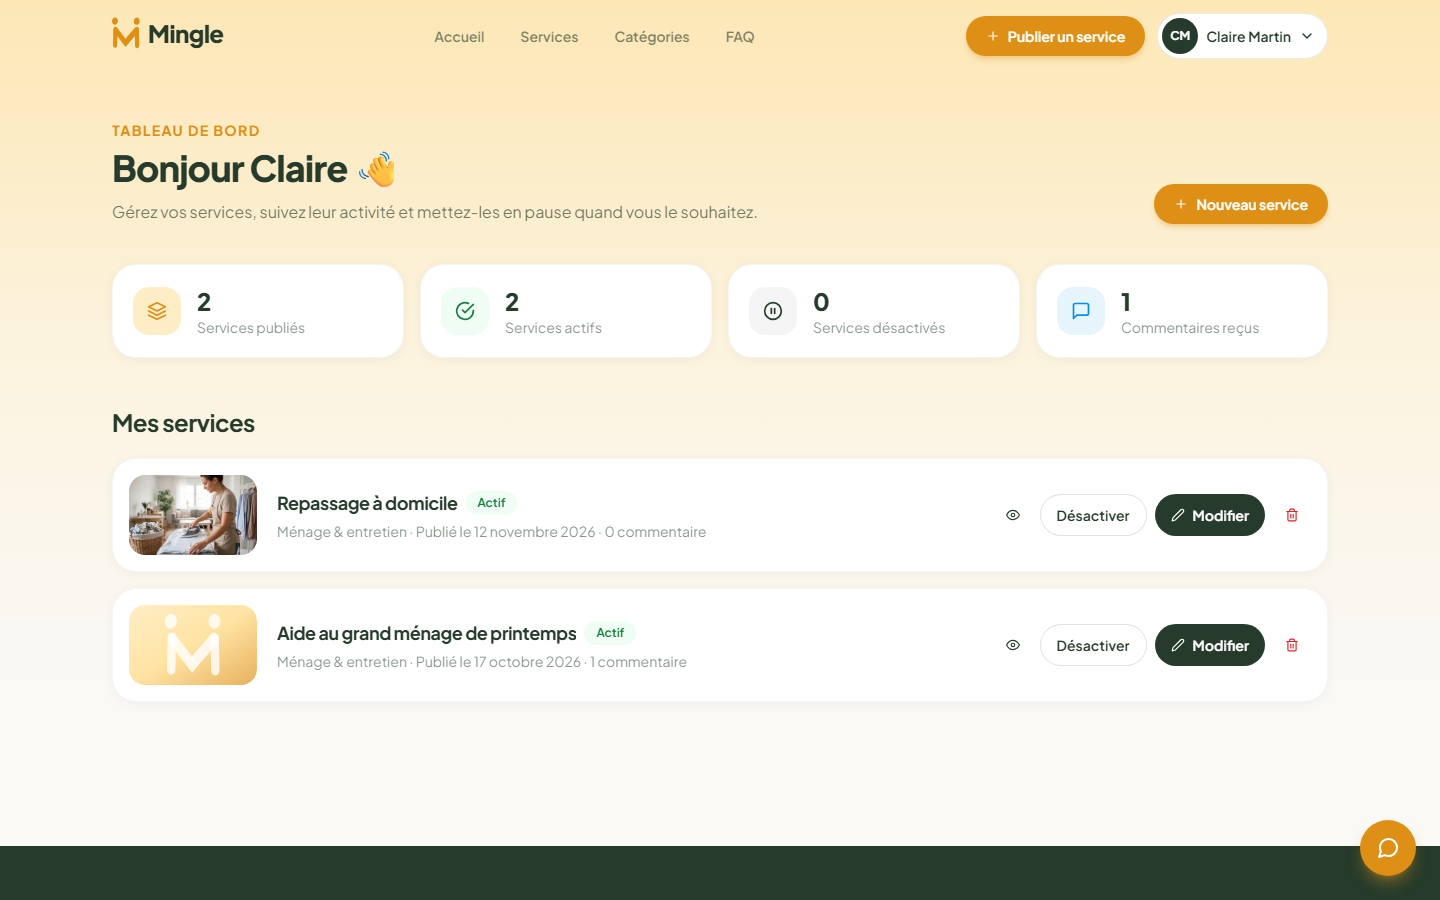 Mingle
Accueil
Services
Catégories
FAQ
Publier un service
CM
Claire Martin
TABLEAU DE BORD
Bonjour Claire 👋
Gérez vos services, suivez leur activité et mettez-les en pause quand vous le souhaitez.
Nouveau service
2
Services publiés
2
Services actifs
0
Services désactivés
1
Commentaires reçus
Mes services
Repassage à domicile
Actif
Ménage & entretien · Publié le 12 novembre 2026 · 0 commentaire
Désactiver
Modifier
Aide au grand ménage de printemps
Actif
Ménage & entretien · Publié le 17 octobre 2026 · 1 commentaire
Désactiver
Modifier